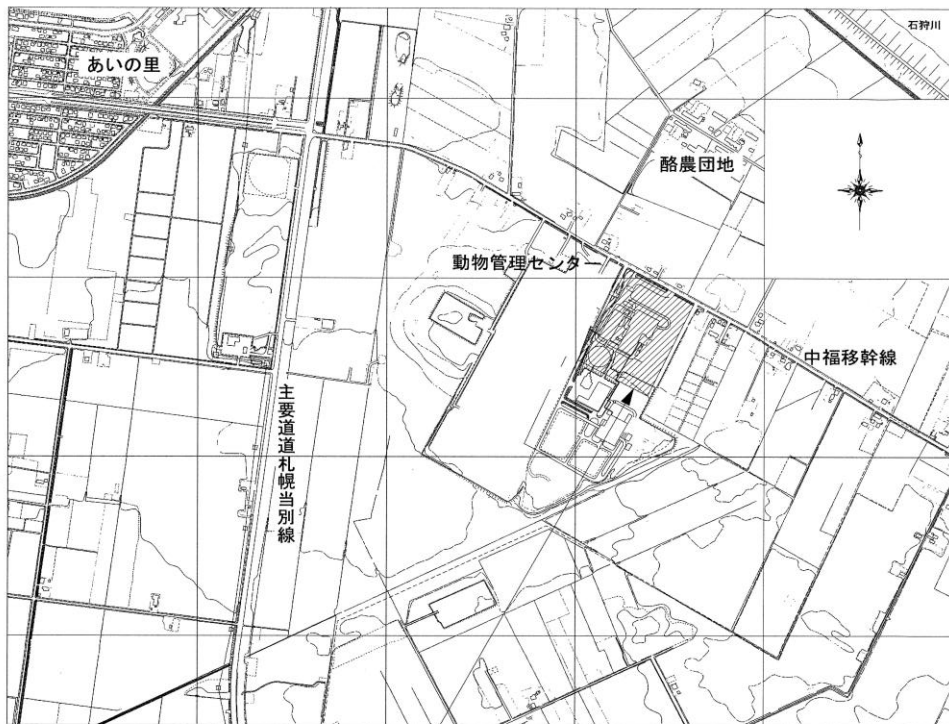 石狩川
あいの里
酪農団地
動物管理センター
中福移幹線
主要道道札幌当別線